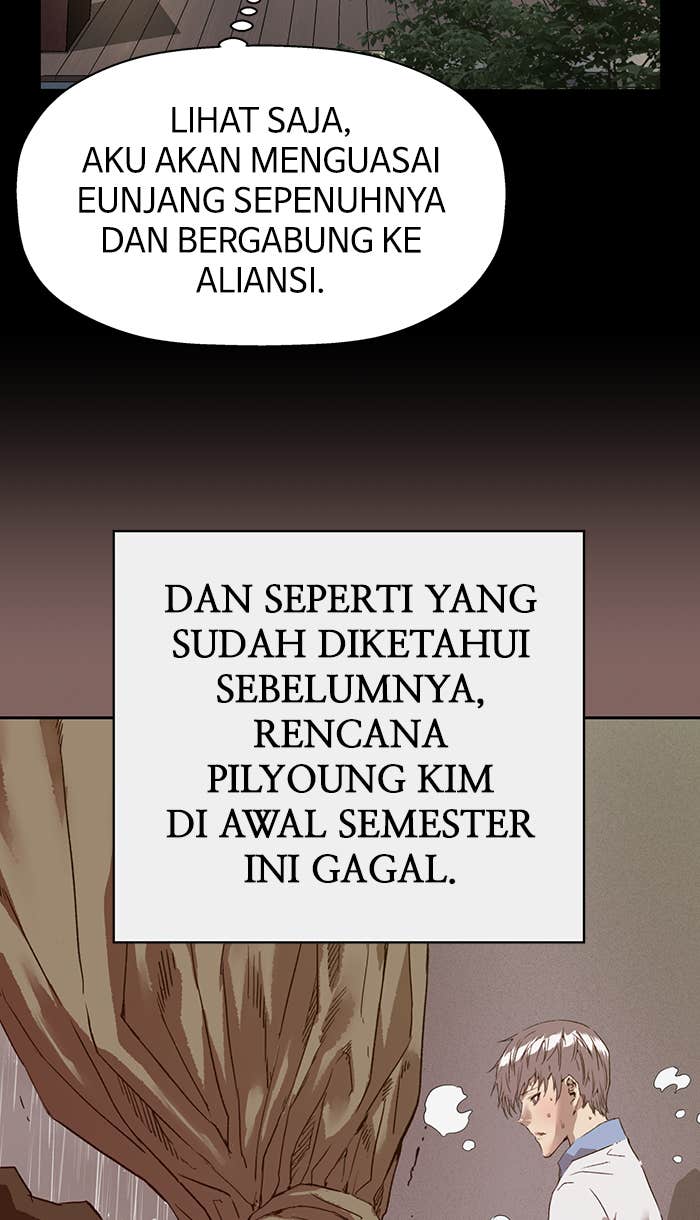 LIHAT SAJA,
AKU AKAN MENGUASAI
EUNJANG SEPENUHNYA
DAN BERGABUNG KE
ALIANSI.
DAN SEPERTI YANG
SUDAH DIKETAHUI
SEBELUMNYA,
RENCANA
PILYOUNG KIM
DI AWAL SEMESTER
INI GAGAL.